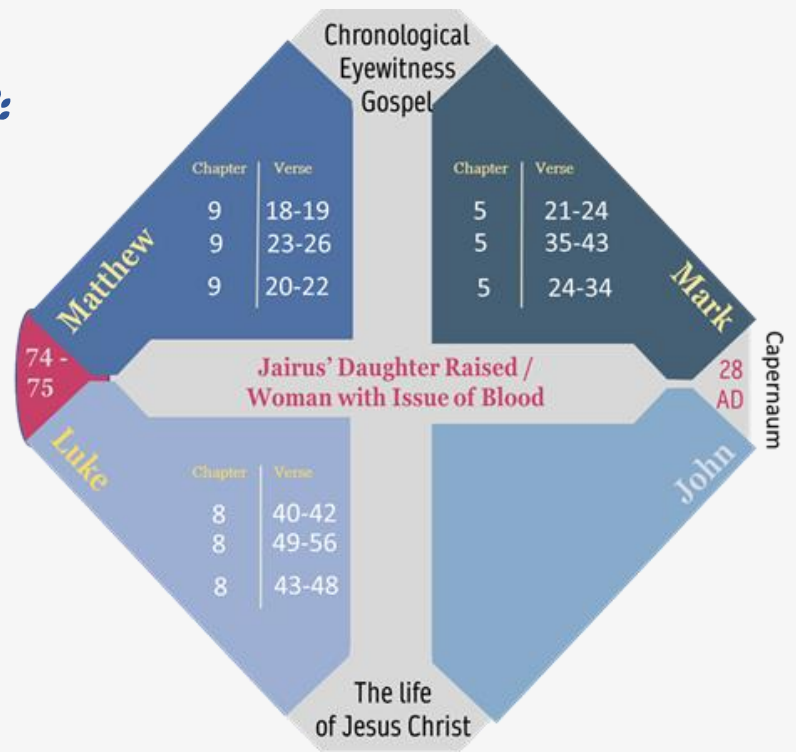 Chronological
Eyewitness
Gospel
Matthew
Chapter Verse
9 18-19
9 23-26
9 20-22
Mark
Chapter Verse
5 21-24
5 35-43
5 24-34
74 -
75
Jairus’ Daughter Raised /
Woman with Issue of Blood
28
AD
Capernaum
Luke
Chapter Verse
8 40-42
8 49-56
8 43-48
John
The life
of Jesus Christ